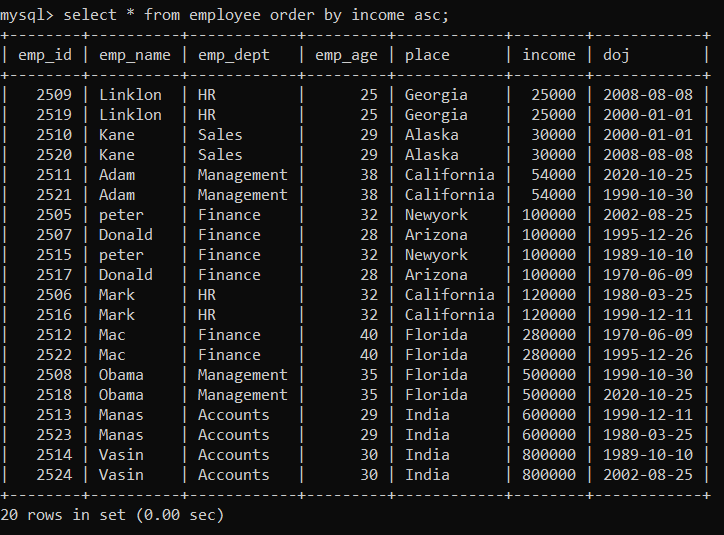 mysql> select * from employee order by income asc;
+--------+----------+------------+---------+------------+--------+------------+
| emp_id | emp_name | emp_dept   | emp_age | place      | income | doj        |
+--------+----------+------------+---------+------------+--------+------------+
|   2509 | Linklon  | HR         |      25 | Georgia    |  25000 | 2008-08-08 |
|   2519 | Linklon  | HR         |      25 | Georgia    |  25000 | 2000-01-01 |
|   2510 | Kane     | Sales      |      29 | Alaska     |  30000 | 2000-01-01 |
|   2520 | Kane     | Sales      |      29 | Alaska     |  30000 | 2008-08-08 |
|   2511 | Adam     | Management |      38 | California |  54000 | 2020-10-25 |
|   2521 | Adam     | Management |      38 | California |  54000 | 1990-10-30 |
|   2505 | peter    | Finance    |      32 | Newyork    | 100000 | 2002-08-25 |
|   2507 | Donald   | Finance    |      28 | Arizona    | 100000 | 1995-12-26 |
|   2515 | peter    | Finance    |      32 | Newyork    | 100000 | 1989-10-10 |
|   2517 | Donald   | Finance    |      28 | Arizona    | 100000 | 1970-06-09 |
|   2506 | Mark     | HR         |      32 | California | 120000 | 1980-03-25 |
|   2516 | Mark     | HR         |      32 | California | 120000 | 1990-12-11 |
|   2512 | Mac      | Finance    |      40 | Florida    | 280000 | 1970-06-09 |
|   2522 | Mac      | Finance    |      40 | Florida    | 280000 | 1995-12-26 |
|   2508 | Obama    | Management |      35 | Florida    | 500000 | 1990-10-30 |
|   2518 | Obama    | Management |      35 | Florida    | 500000 | 2020-10-25 |
|   2513 | Manas    | Accounts   |      29 | India      | 600000 | 1990-12-11 |
|   2523 | Manas    | Accounts   |      29 | India      | 600000 | 1980-03-25 |
|   2514 | Vasin    | Accounts   |      30 | India      | 800000 | 1989-10-10 |
|   2524 | Vasin    | Accounts   |      30 | India      | 800000 | 2002-08-25 |
+--------+----------+------------+---------+------------+--------+------------+
20 rows in set (0.00 sec)